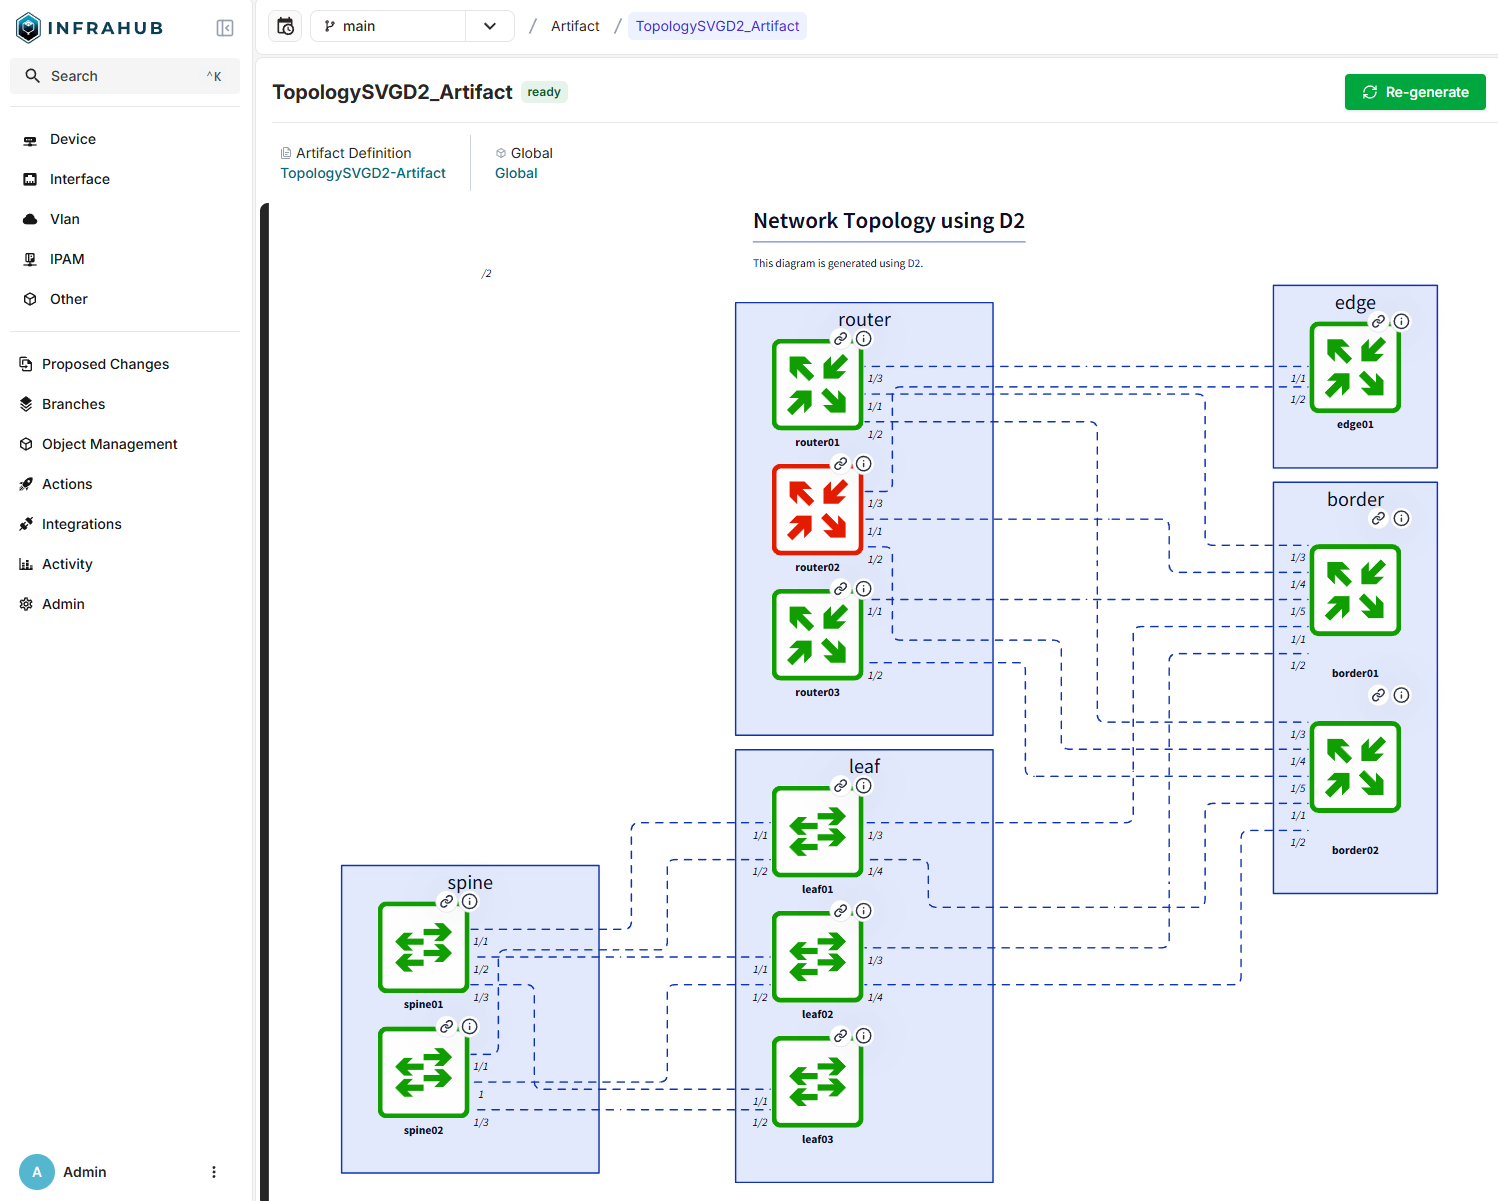 INFRAHUB
Search ^K
Device
Interface
Vlan
IPAM
Other
Proposed Changes
Branches
Object Management
Actions
Integrations
Activity
Admin
A Admin
main / Artifact / TopologySVGD2_Artifact
TopologySVGD2_Artifact ready
Re-generate
Artifact Definition
TopologySVGD2-Artifact
Global
Global
Network Topology using D2
This diagram is generated using D2.
/2
router
1/3
1/1
1/2
router01
1/3
1/1
1/2
router02
1/1
1/2
router03
edge
1/1
1/2
edge01
border
1/3
1/4
1/5
1/1
1/2
border01
1/3
1/4
1/5
1/1
1/2
border02
leaf
1/1 1/3
1/2 1/4
leaf01
1/1 1/3
1/2 1/4
leaf02
1/1
1/2
leaf03
spine
1/1
1/2
1/3
spine01
1/1
1
1/3
spine02